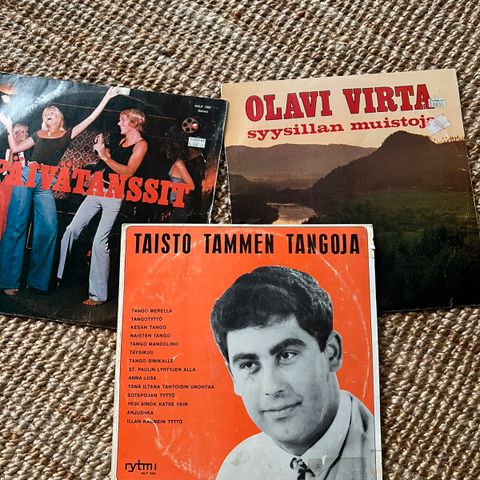 PÄIVÄTANSSIT
Stereo
OLAVI VIRTA
syysillan muistoja
TAISTO TAMMEN TANGOJA
TANGO MERELLÄ
TANGOTYTTÖ
KESÄN TANGO
NAISTEN TANGO
TANGO MANDOLINO
TÄYSIKUU
TANGO SINIKALLE
ST. PAULIN LYHTYJEN ALLA
ANNA-LIISA
TÄNÄ ILTANA TAHTOISIN UNOHTAA
SOTAPOJAN TYTTÖ
YKSI AINOA KATSE VAIN
ANJUSHKA
ILLAN KAUNEIN TYTTÖ
rytmi